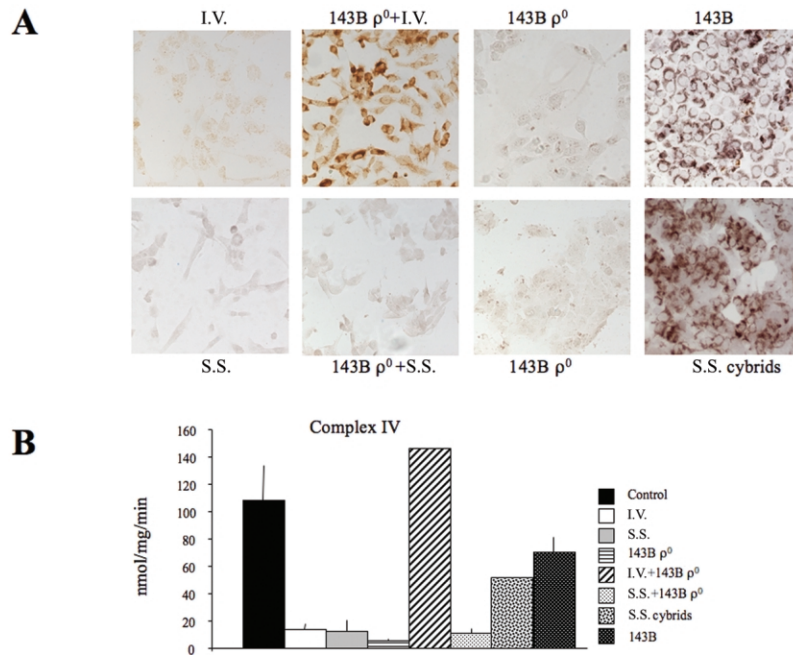 A
I.V. 143B ρ⁰+I.V. 143B ρ⁰ 143B
S.S. 143B ρ⁰+S.S. 143B ρ⁰ S.S. cybrids
B
Complex IV
nmol/mg/min
160
140
120
100
80
60
40
20
0
Control
I.V.
S.S.
143B ρ⁰
I.V.+143B ρ⁰
S.S.+143B ρ⁰
S.S. cybrids
143B